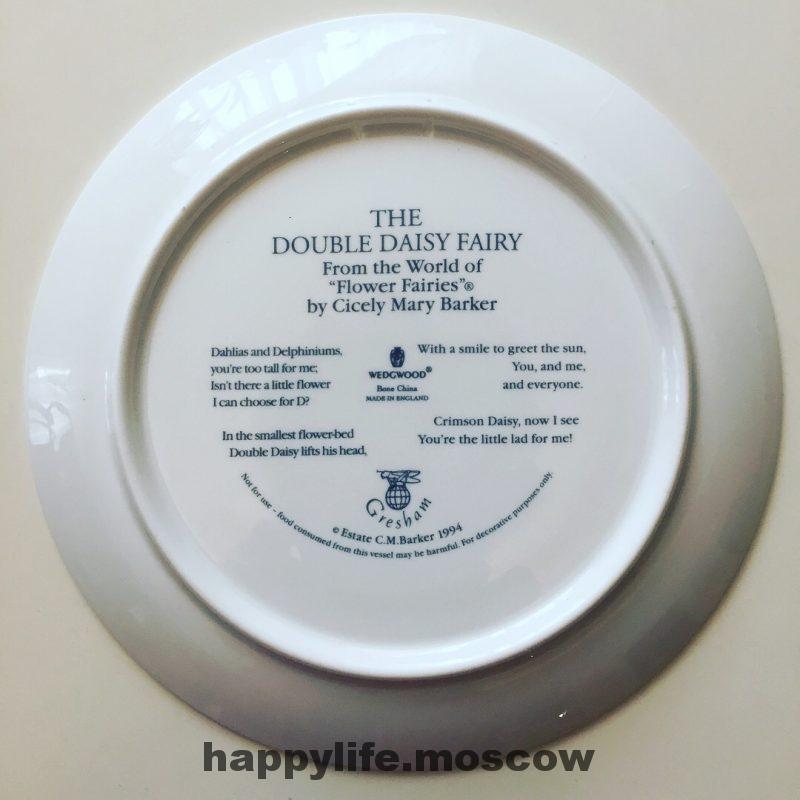 THE
DOUBLE DAISY FAIRY
From the World of
“Flower Fairies”®
by Cicely Mary Barker
Dahlias and Delphiniums,
you're too tall for me;
Isn't there a little flower
I can choose for D?
In the smallest flower-bed
Double Daisy lifts his head,
WEDGWOOD®
Bone China
MADE IN ENGLAND
With a smile to greet the sun,
You, and me,
and everyone.
Crimson Daisy, now I see
You're the little lad for me!
Gresham
© Estate C.M.Barker 1994
Not for use - food consumed from this vessel may be harmful. For decorative purposes only.
happylife.moscow